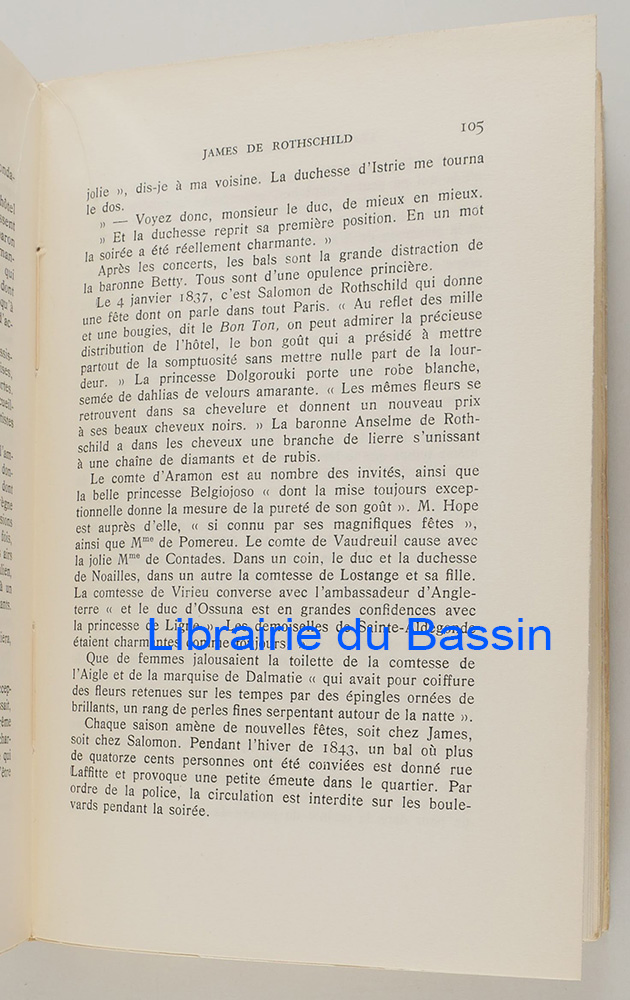 JAMES DE ROTHSCHILD
105
jolie », dis-je à ma voisine. La duchesse d'Istrie me tourna
le dos.
» — Voyez donc, monsieur le duc, de mieux en mieux.
» Et la duchesse reprit sa première position. En un mot
la soirée a été réellement charmante. »
Après les concerts, les bals sont la grande distraction de
la baronne Betty. Tous sont d'une opulence princière.
Le 4 janvier 1837, c'est Salomon de Rothschild qui donne
une fête dont on parle dans tout Paris. « Au reflet des mille
et une bougies, dit le Bon Ton, on peut admirer la précieuse
distribution de l'hôtel, le bon goût qui a présidé à mettre
partout de la somptuosité sans mettre nulle part de la lour-
deur. » La princesse Dolgorouki porte une robe blanche,
semée de dahlias de velours amarante. « Les mêmes fleurs se
retrouvent dans sa chevelure et donnent un nouveau prix
à ses beaux cheveux noirs. » La baronne Anselme de Roth-
schild a dans les cheveux une branche de lierre s'unissant
à une chaîne de diamants et de rubis.
Le comte d'Aramon est au nombre des invités, ainsi que
la belle princesse Belgiojoso « dont la mise toujours excep-
tionnelle donne la mesure de la pureté de son goût ». M. Hope
est auprès d'elle, « si connu par ses magnifiques fêtes »,
ainsi que Mme de Pomereu. Le comte de Vaudreuil cause avec
la jolie Mme de Contades. Dans un coin, le duc et la duchesse
de Noailles, dans un autre la comtesse de Lostange et sa fille.
La comtesse de Virieu converse avec l'ambassadeur d'Angle-
terre « et le duc d'Ossuna est en grandes confidences avec
la princesse de Ligne ». Les demoiselles de Sainte-Aldegonde
étaient charmantes comme toujours.
Librairie du Bassin
Que de femmes jalousaient la toilette de la comtesse de
l'Aigle et de la marquise de Dalmatie « qui avait pour coiffure
des fleurs retenues sur les tempes par des épingles ornées de
brillants, un rang de perles fines serpentant autour de la natte ».
Chaque saison amène de nouvelles fêtes, soit chez James,
soit chez Salomon. Pendant l'hiver de 1843, un bal où plus
de quatorze cents personnes ont été conviées est donné rue
Laffitte et provoque une petite émeute dans le quartier. Par
ordre de la police, la circulation est interdite sur les boule-
vards pendant la soirée.